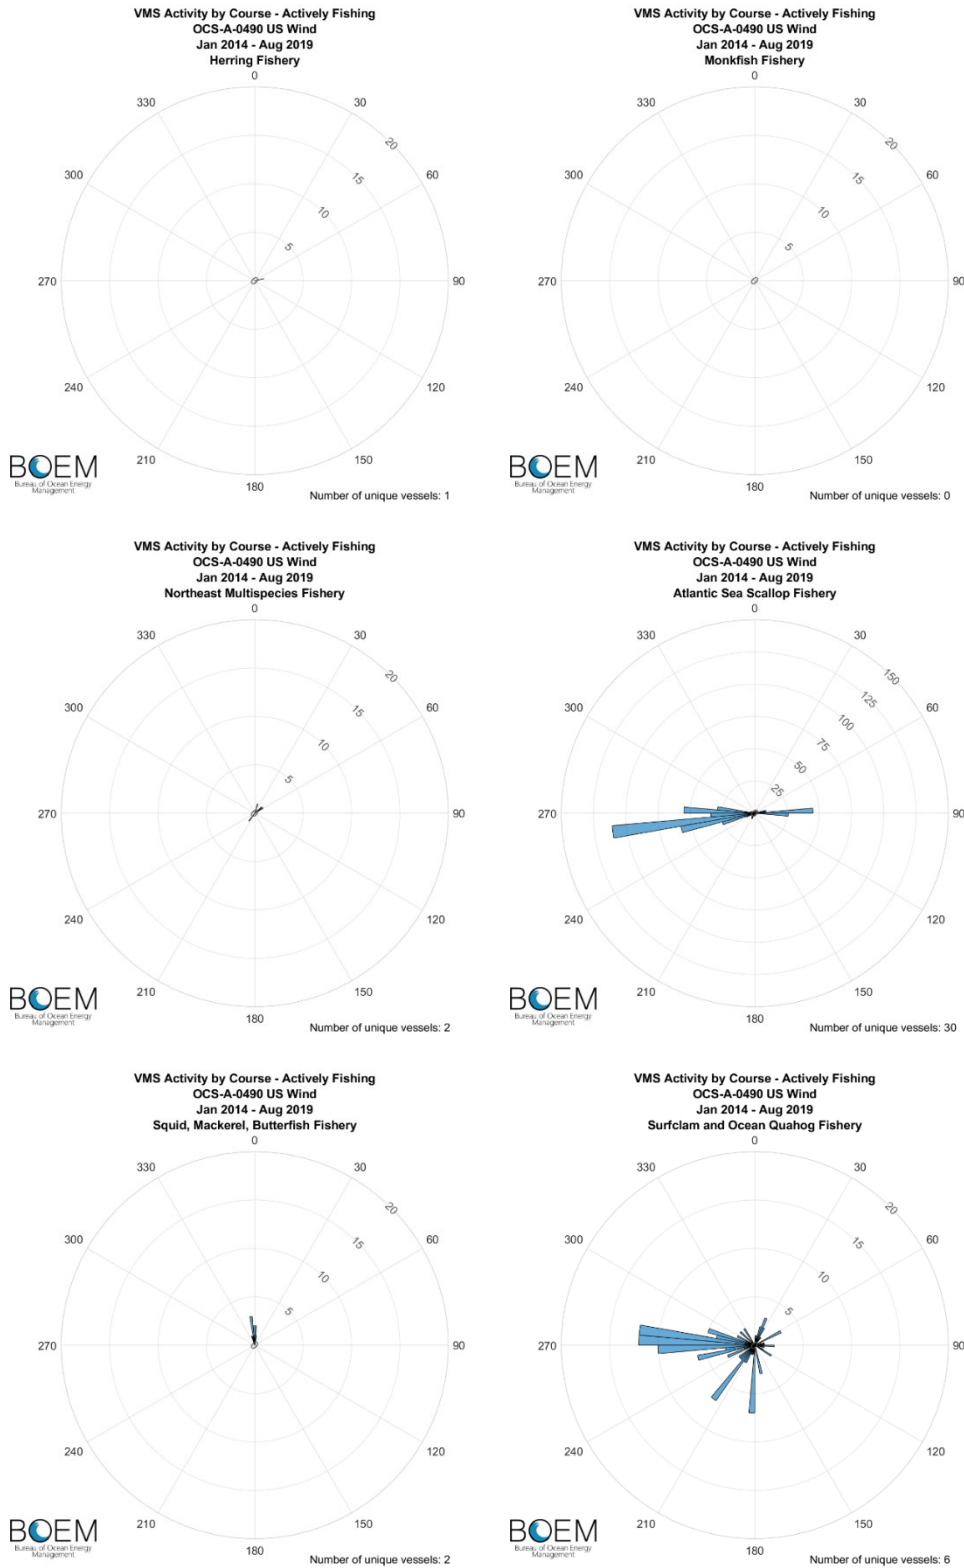 VMS Activity by Course - Actively Fishing
OCS-A-0490 US Wind
Jan 2014 - Aug 2019
Herring Fishery
0
330
30
20
300
15
60
10
5
270
0
90
240
120
210
150
180
BOEM
Bureau of Ocean Energy
Management
Number of unique vessels: 1
VMS Activity by Course - Actively Fishing
OCS-A-0490 US Wind
Jan 2014 - Aug 2019
Monkfish Fishery
0
330
30
20
300
15
60
10
5
270
0
90
240
120
210
150
180
BOEM
Bureau of Ocean Energy
Management
Number of unique vessels: 0
VMS Activity by Course - Actively Fishing
OCS-A-0490 US Wind
Jan 2014 - Aug 2019
Northeast Multispecies Fishery
0
330
30
20
300
15
60
10
5
270
0
90
240
120
210
150
180
BOEM
Bureau of Ocean Energy
Management
Number of unique vessels: 2
VMS Activity by Course - Actively Fishing
OCS-A-0490 US Wind
Jan 2014 - Aug 2019
Atlantic Sea Scallop Fishery
0
330
30
150
125
300
100
60
75
50
25
270
90
240
120
210
150
180
BOEM
Bureau of Ocean Energy
Management
Number of unique vessels: 30
VMS Activity by Course - Actively Fishing
OCS-A-0490 US Wind
Jan 2014 - Aug 2019
Squid, Mackerel, Butterfish Fishery
0
330
30
20
300
15
60
10
5
270
0
90
240
120
210
150
180
BOEM
Bureau of Ocean Energy
Management
Number of unique vessels: 2
VMS Activity by Course - Actively Fishing
OCS-A-0490 US Wind
Jan 2014 - Aug 2019
Surfclam and Ocean Quahog Fishery
0
330
30
20
300
15
60
10
5
270
90
240
120
210
150
180
BOEM
Bureau of Ocean Energy
Management
Number of unique vessels: 6